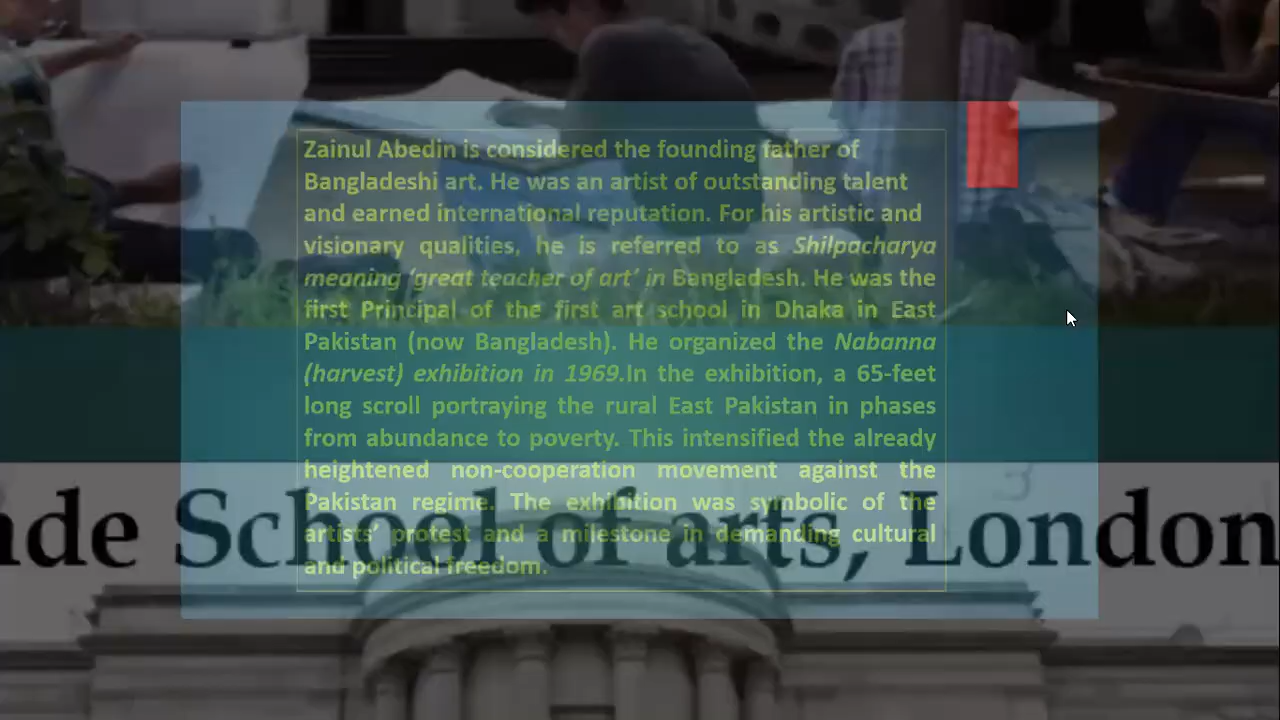 Zainul Abedin is considered the founding father of
Bangladeshi art. He was an artist of outstanding talent
and earned international reputation. For his artistic and
visionary qualities, he is referred to as Shilpacharya
meaning ‘great teacher of art’ in Bangladesh. He was the
first Principal of the first art school in Dhaka in East
Pakistan (now Bangladesh). He organized the Nabanna
(harvest) exhibition in 1969.In the exhibition, a 65-feet
long scroll portraying the rural East Pakistan in phases
from abundance to poverty. This intensified the already
heightened non-cooperation movement against the
Pakistan regime. The exhibition was symbolic of the
artists’ protest and a milestone in demanding cultural
and political freedom.
School of arts, London